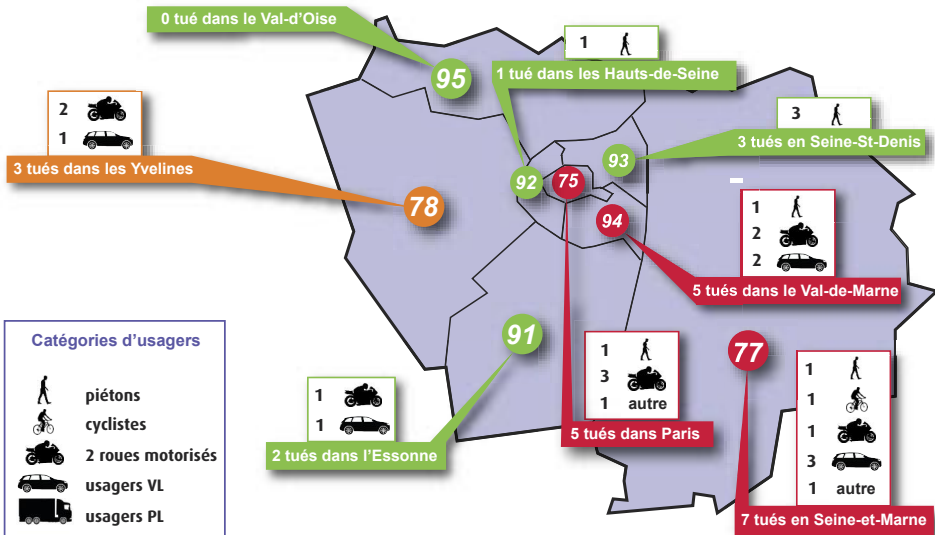 0 tué dans le Val-d'Oise
95
1
1 tué dans les Hauts-de-Seine
92
3
3 tués en Seine-St-Denis
93
2
1
3 tués dans les Yvelines
78
75
94
1
2
2
5 tués dans le Val-de-Marne
91
1
1
2 tués dans l'Essonne
1
3
1 autre
5 tués dans Paris
77
1
1
1
3
1 autre
7 tués en Seine-et-Marne
Catégories d'usagers
piétons
cyclistes
2 roues motorisés
usagers VL
usagers PL